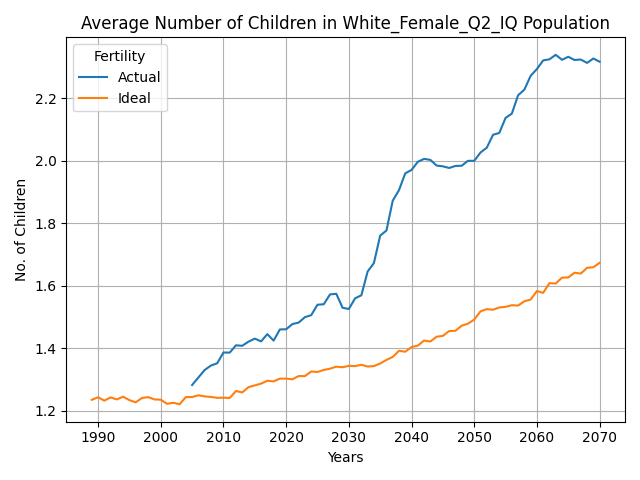 Average Number of Children in White_Female_Q2_IQ Population
Fertility
Actual
Ideal
No. of Children
2.2
2.0
1.8
1.6
1.4
1.2
1990 2000 2010 2020 2030 2040 2050 2060 2070
Years